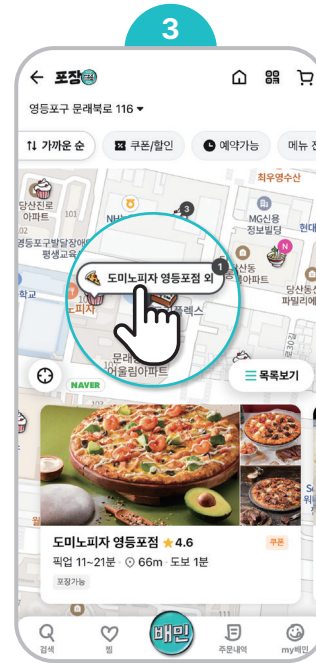 3
포장
영등포구 문래북로 116
가까운 순
쿠폰/할인
예약가능
메뉴
최우영수산
당산진로
아파트
101
3
MG신용
정보빌딩
현대
영등포구발달장애
평생교육
N
1
도미노피자 영등포점 외
당산동
파밀리에
학교
문래
어울림아파트
NAVER
목록보기
도미노피자 영등포점 4.6
쿠폰
픽업 11~21분 · 66m · 도보 1분
포장가능
111
배민
검색
찜
주문내역
my배민